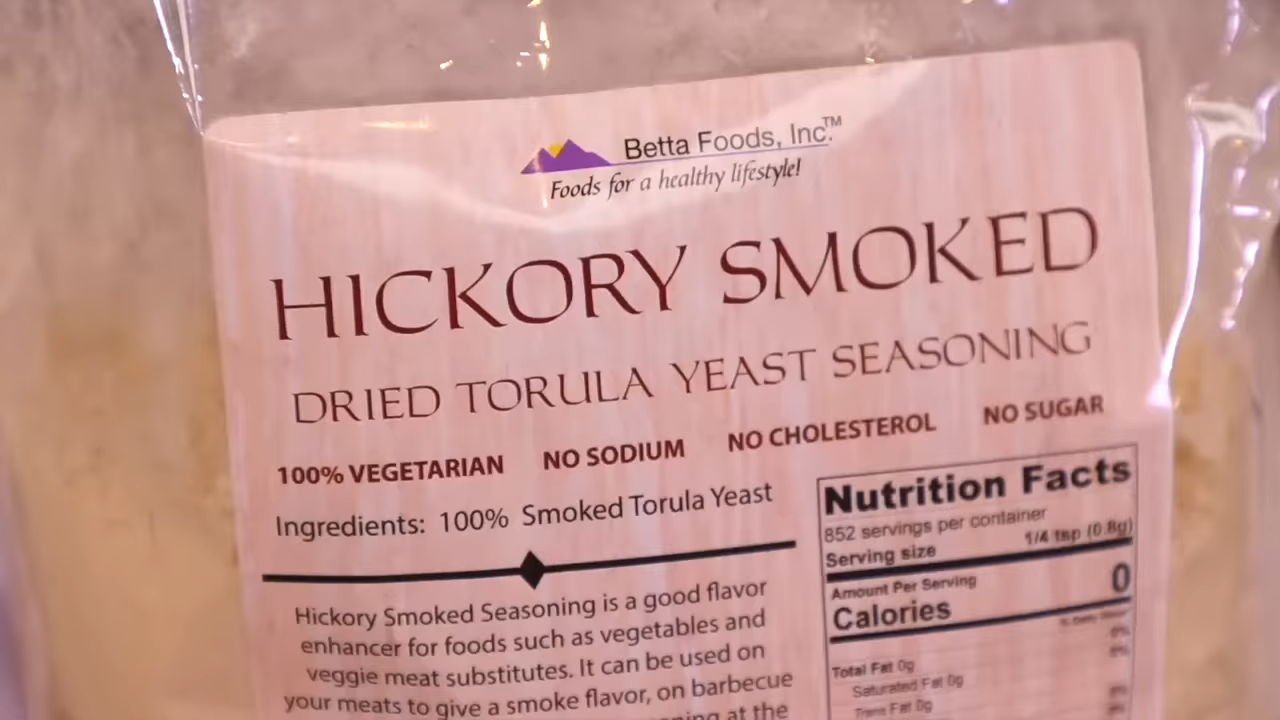 Betta Foods, Inc.™
Foods for a healthy lifestyle!
HICKORY SMOKED
DRIED TORULA YEAST SEASONING
100% VEGETARIAN NO SODIUM NO CHOLESTEROL NO SUGAR
Ingredients: 100% Smoked Torula Yeast
Hickory Smoked Seasoning is a good flavor
enhancer for foods such as vegetables and
veggie meat substitutes. It can be used on
your meats to give a smoke flavor, on barbecue
at the
Nutrition Facts
852 servings per container
Serving size 1/4 tsp (0.8g)
Amount Per Serving
Calories 0
Total Fat 0g
Saturated Fat 0g
Trans Fat 0g